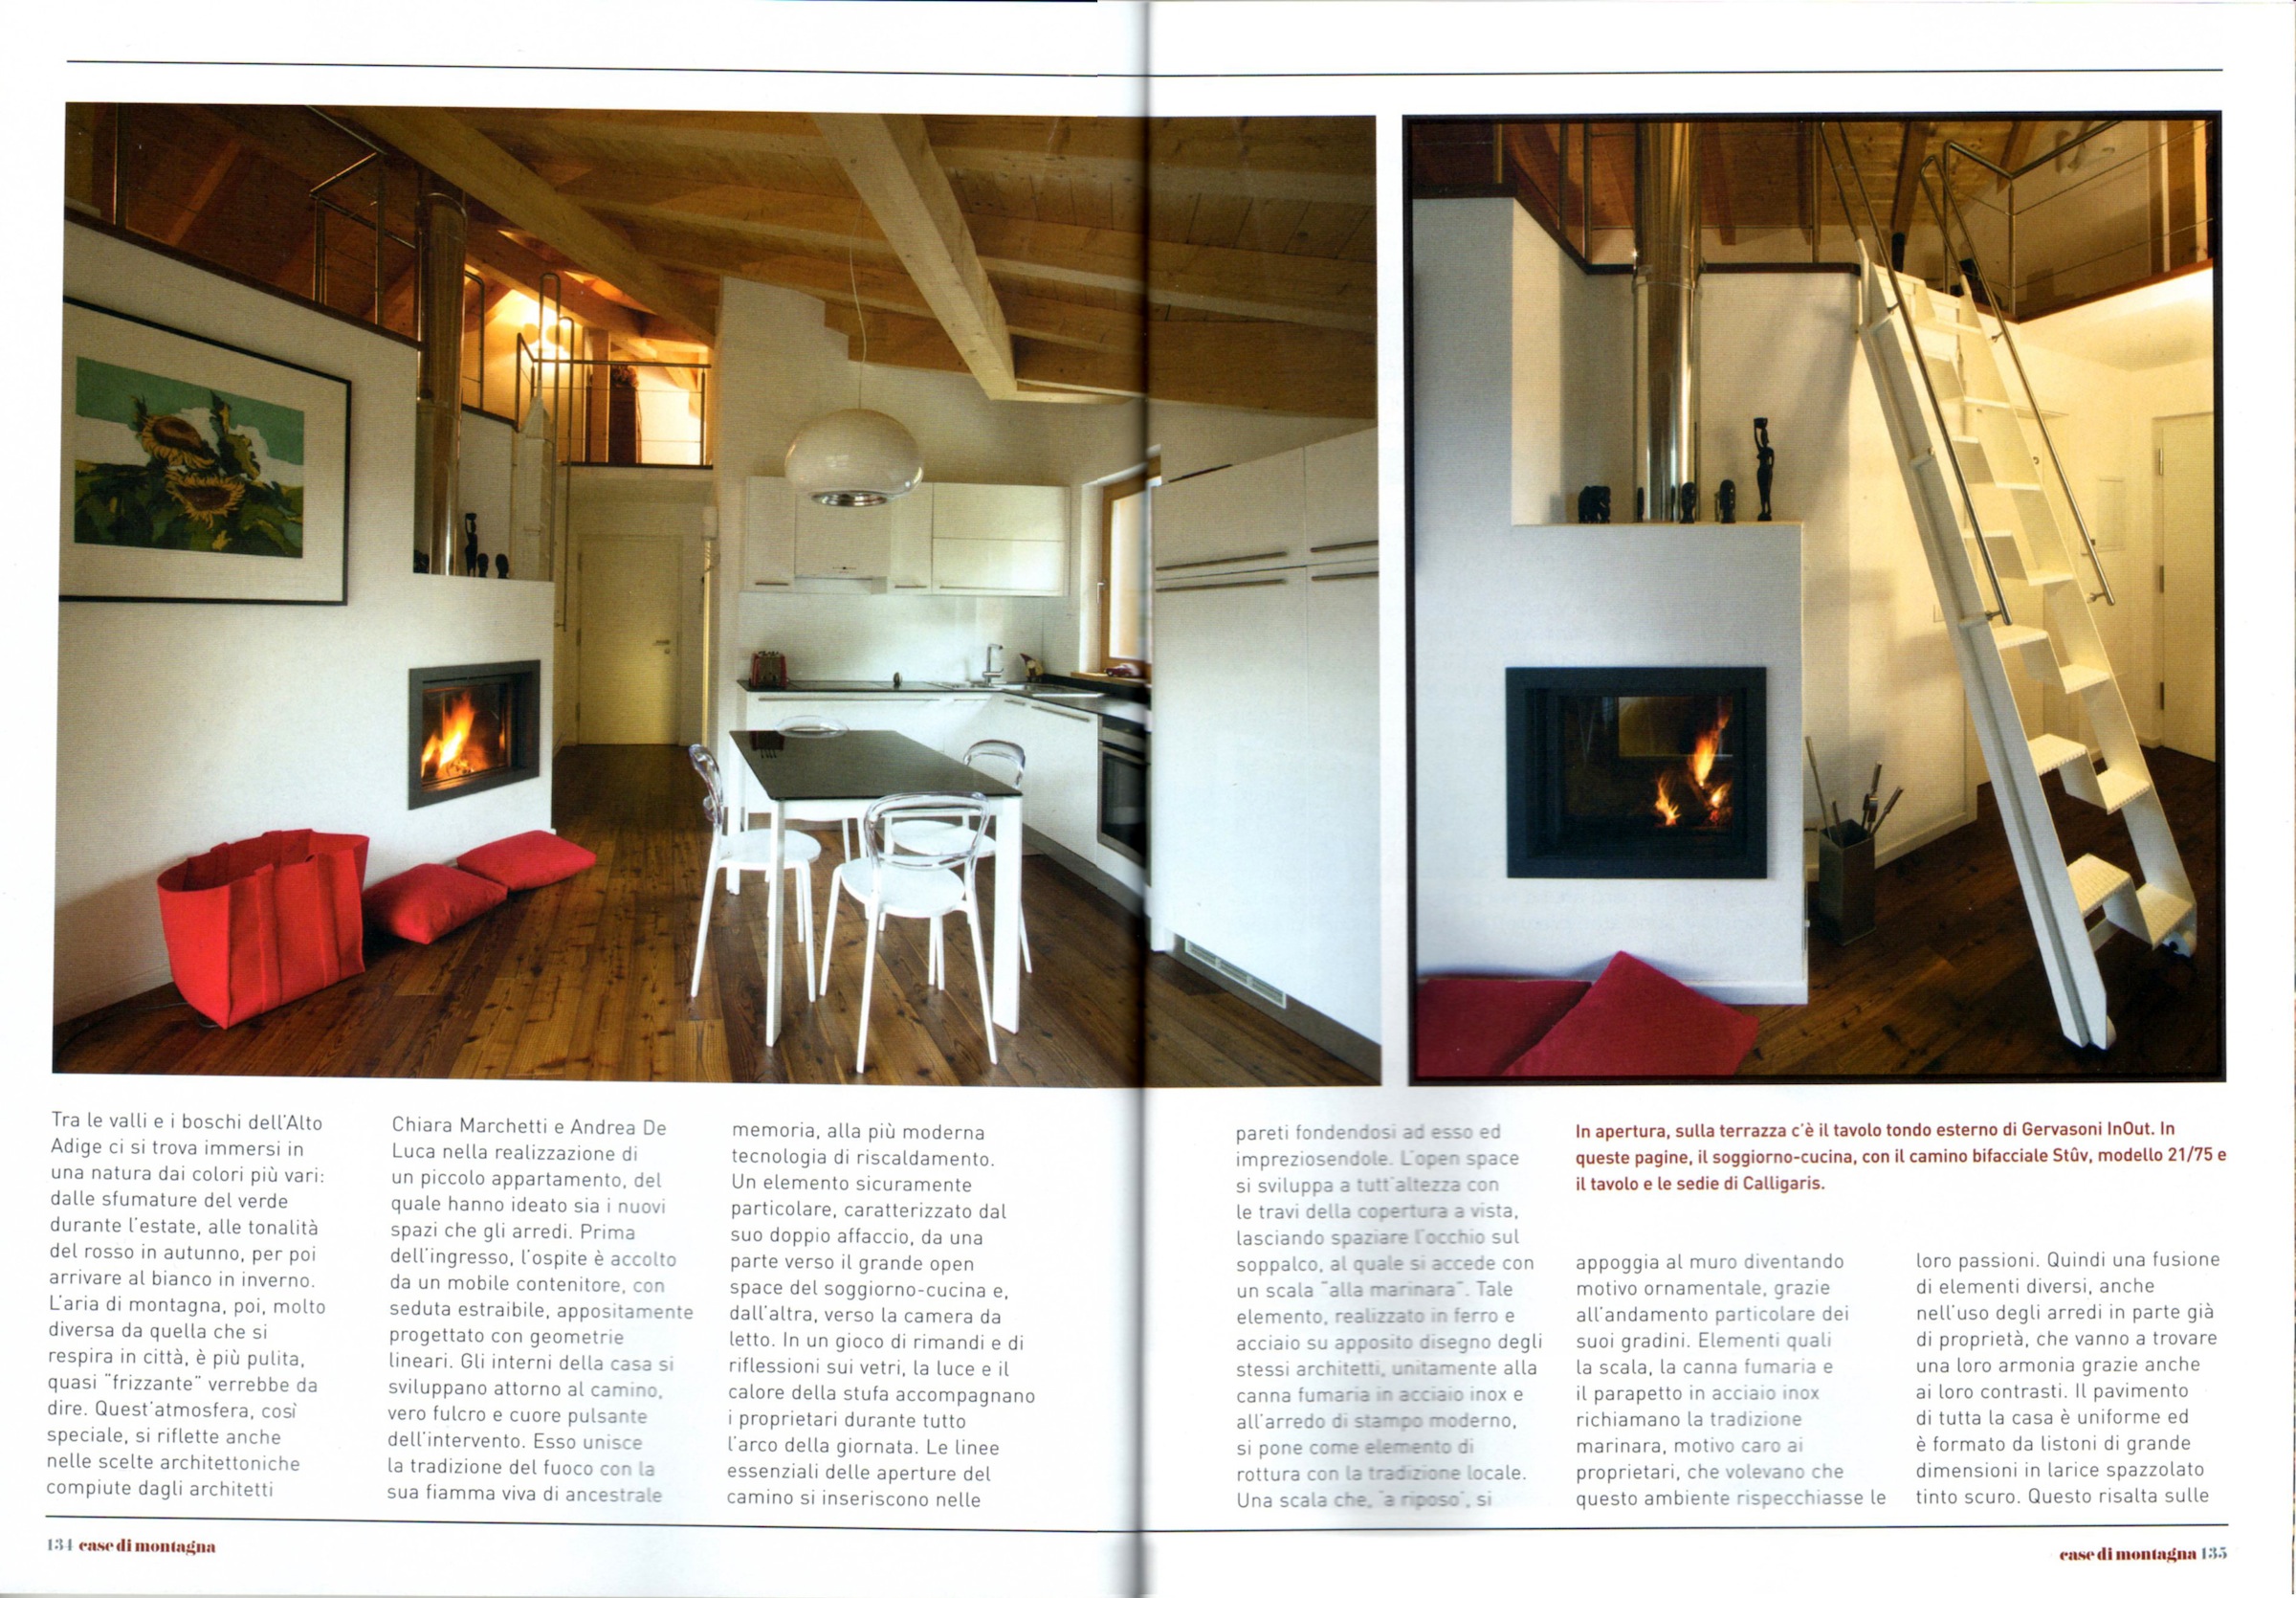 Tra le valli e i boschi dell'Alto
Adige ci si trova immersi in
una natura dai colori più vari:
dalle sfumature del verde
durante l'estate, alle tonalità
del rosso in autunno, per poi
arrivare al bianco in inverno.
L'aria di montagna, poi, molto
diversa da quella che si
respira in città, è più pulita,
quasi "frizzante" verrebbe da
dire. Quest'atmosfera, così
speciale, si riflette anche
nelle scelte architettoniche
compiute dagli architetti
Chiara Marchetti e Andrea De
Luca nella realizzazione di
un piccolo appartamento, del
quale hanno ideato sia i nuovi
spazi che gli arredi. Prima
dell'ingresso, l'ospite è accolto
da un mobile contenitore, con
seduta estraibile, appositamente
progettato con geometrie
lineari. Gli interni della casa si
sviluppano attorno al camino,
vero fulcro e cuore pulsante
dell'intervento. Esso unisce
la tradizione del fuoco con la
sua fiamma viva di ancestrale
memoria, alla più moderna
tecnologia di riscaldamento.
Un elemento sicuramente
particolare, caratterizzato dal
suo doppio affaccio, da una
parte verso il grande open
space del soggiorno-cucina e,
dall'altra, verso la camera da
letto. In un gioco di rimandi e di
riflessioni sui vetri, la luce e il
calore della stufa accompagnano
i proprietari durante tutto
l'arco della giornata. Le linee
essenziali delle aperture del
camino si inseriscono nelle
pareti fondendosi ad esso ed
impreziosendole. L'open space
si sviluppa a tutt'altezza con
le travi della copertura a vista,
lasciando spaziare l'occhio sul
soppalco, al quale si accede con
un scala "alla marinara". Tale
elemento, realizzato in ferro e
acciaio su apposito disegno degli
stessi architetti, unitamente alla
canna fumaria in acciaio inox e
all'arredo di stampo moderno,
si pone come elemento di
rottura con la tradizione locale.
Una scala che, "a riposo", si
In apertura, sulla terrazza c'è il tavolo tondo esterno di Gervasoni InOut. In
queste pagine, il soggiorno-cucina, con il camino bifacciale Stûv, modello 21/75 e
il tavolo e le sedie di Calligaris.
appoggia al muro diventando
motivo ornamentale, grazie
all'andamento particolare dei
suoi gradini. Elementi quali
la scala, la canna fumaria e
il parapetto in acciaio inox
richiamano la tradizione
marinara, motivo caro ai
proprietari, che volevano che
questo ambiente rispecchiasse le
loro passioni. Quindi una fusione
di elementi diversi, anche
nell'uso degli arredi in parte già
di proprietà, che vanno a trovare
una loro armonia grazie anche
ai loro contrasti. Il pavimento
di tutta la casa è uniforme ed
è formato da listoni di grande
dimensioni in larice spazzolato
tinto scuro. Questo risalta sulle
134 case di montagna
case di montagna 135